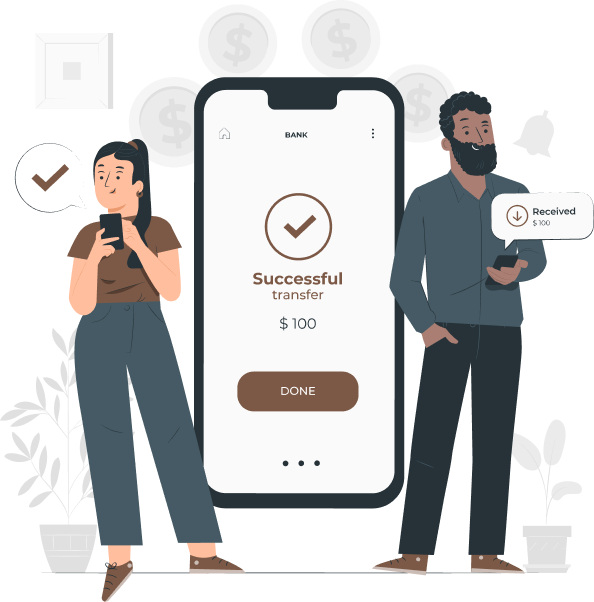 BANK
Successful
transfer
$ 100
DONE
Received
$ 100